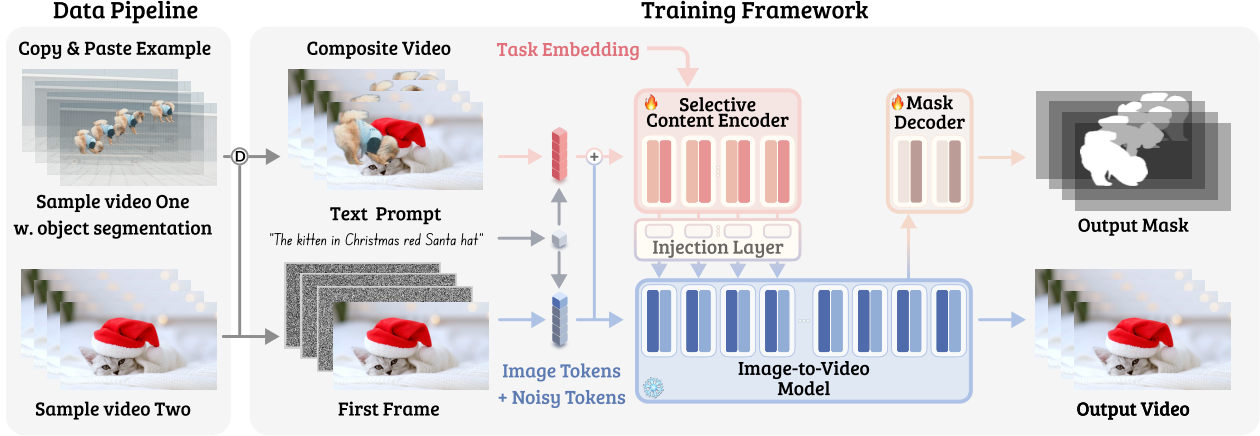 Data Pipeline
Training Framework
Copy & Paste Example
Sample video One
w. object segmentation
Sample video Two
D
Composite Video
Text Prompt
"The kitten in Christmas red Santa hat"
First Frame
Task Embedding
+
Image Tokens
+ Noisy Tokens
Selective
Content Encoder
Injection Layer
Image-to-Video
Model
Mask
Decoder
Output Mask
Output Video